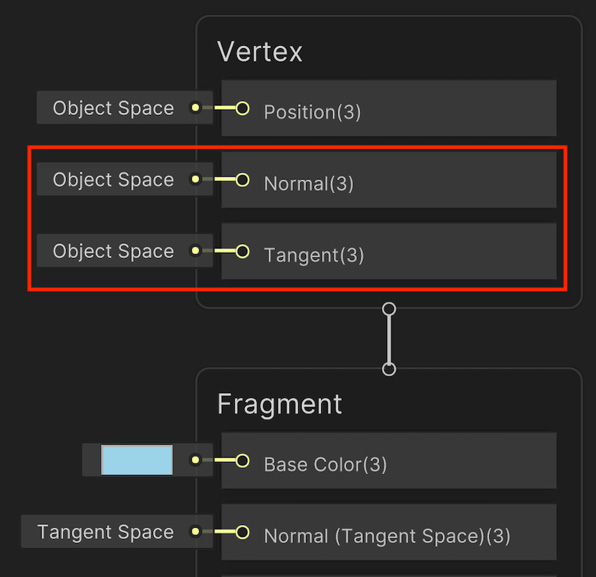 Vertex
Object Space
Position(3)
Object Space
Normal(3)
Object Space
Tangent(3)
Fragment
Base Color(3)
Tangent Space
Normal (Tangent Space)(3)